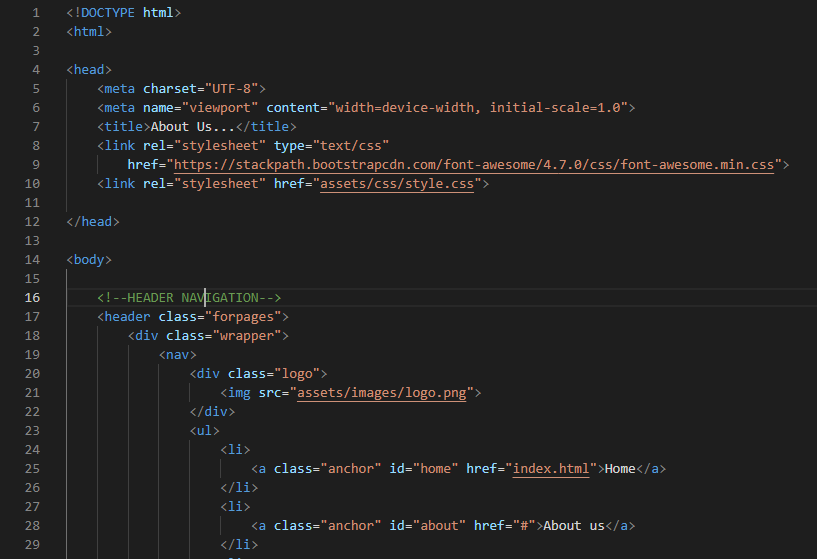 1 <!DOCTYPE html>
2 <html>
3
4 <head>
5     <meta charset="UTF-8">
6     <meta name="viewport" content="width=device-width, initial-scale=1.0">
7     <title>About Us...</title>
8     <link rel="stylesheet" type="text/css"
9         href="https://stackpath.bootstrapcdn.com/font-awesome/4.7.0/css/font-awesome.min.css">
10     <link rel="stylesheet" href="assets/css/style.css">
11
12 </head>
13
14 <body>
15
16     <!--HEADER NAVIGATION-->
17     <header class="forpages">
18         <div class="wrapper">
19             <nav>
20                 <div class="logo">
21                     <img src="assets/images/logo.png">
22                 </div>
23                 <ul>
24                     <li>
25                         <a class="anchor" id="home" href="index.html">Home</a>
26                     </li>
27                     <li>
28                         <a class="anchor" id="about" href="#">About us</a>
29                     </li>